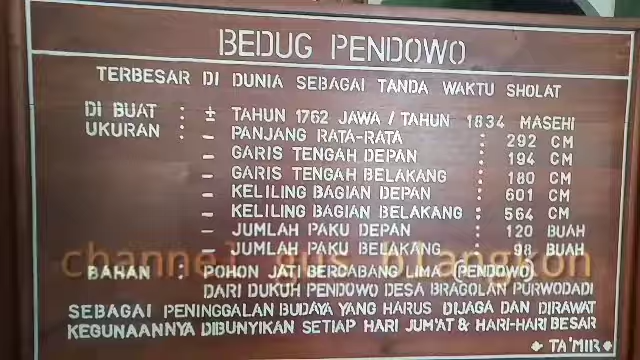 BEDUG PENDOWO
TERBESAR DI DUNIA SEBAGAI TANDA WAKTU SHOLAT
DI BUAT : ± TAHUN 1762 JAWA / TAHUN 1834 MASEHI
UKURAN : – PANJANG RATA-RATA : 292 CM
– GARIS TENGAH DEPAN : 194 CM
– GARIS TENGAH BELAKANG : 180 CM
– KELILING BAGIAN DEPAN : 601 CM
– KELILING BAGIAN BELAKANG : 564 CM
– JUMLAH PAKU DEPAN : 120 BUAH
– JUMLAH PAKU BELAKANG : 98 BUAH
channel gus blangkon
BAHAN : POHON JATI BERCABANG LIMA (PENDOWO)
DARI DUKUH PENDOWO DESA BRAGOLAN PURWODADI
SEBAGAI PENINGGALAN BUDAYA YANG HARUS DIJAGA DAN DIRAWAT
KEGUNAANNYA DIBUNYIKAN SETIAP HARI JUM'AT & HARI-HARI BESAR
TA'MIR